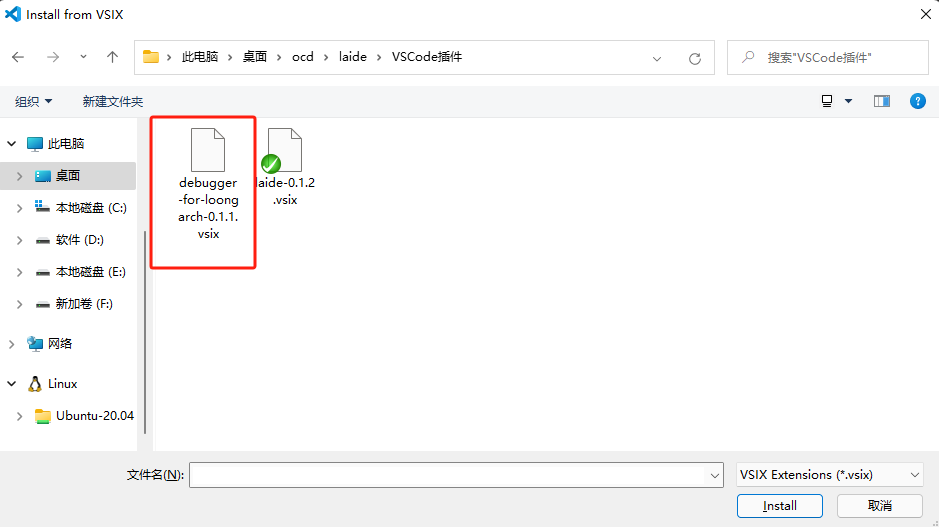 Install from VSIX
此电脑 桌面 ocd laide VSCode插件
搜索"VSCode插件"
组织 新建文件夹
此电脑
桌面
本地磁盘 (C:)
软件 (D:)
本地磁盘 (E:)
新加卷 (F:)
网络
Linux
Ubuntu-20.04
debugger
-for-loong
arch-0.1.1.
vsix
laide-0.1.2
.vsix
文件名(N):
VSIX Extensions (*.vsix)
Install 取消